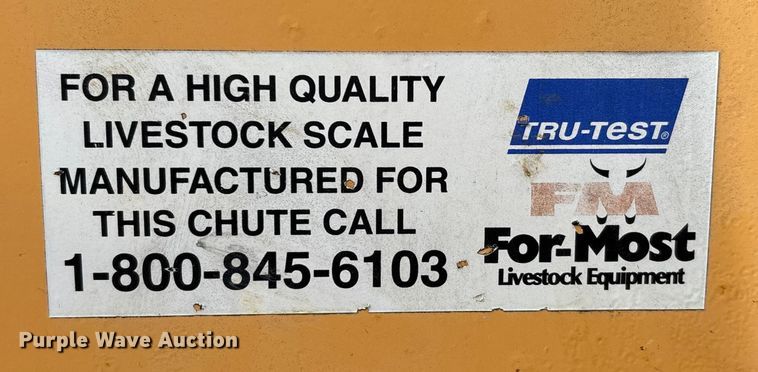 FOR A HIGH QUALITY
LIVESTOCK SCALE
MANUFACTURED FOR
THIS CHUTE CALL
1-800-845-6103
TRU-TeST®
FM
For-Most
Livestock Equipment
Purple Wave Auction